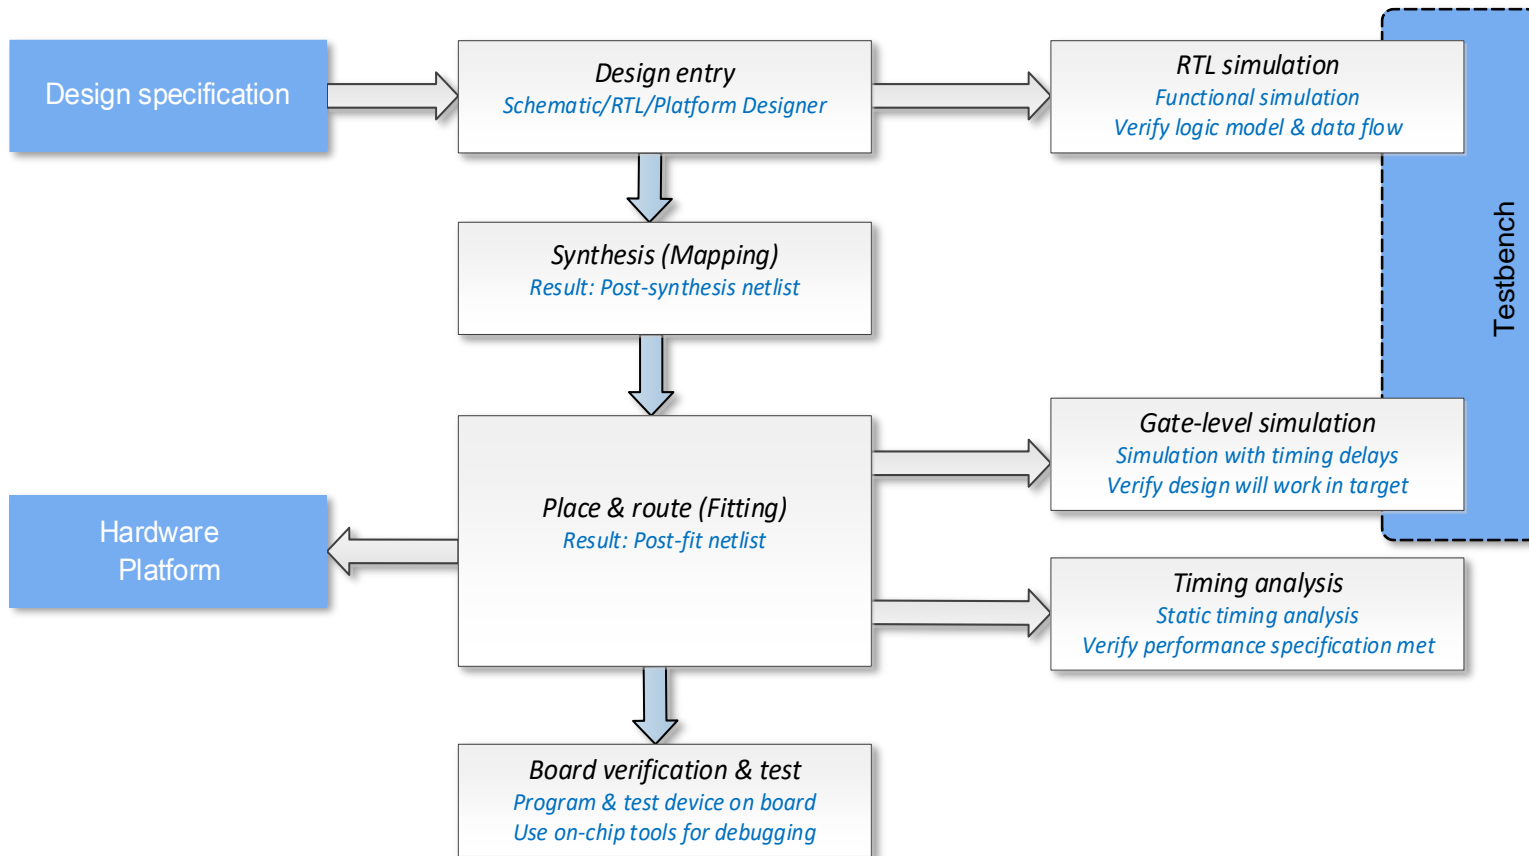 Design specification
Design entry
Schematic/RTL/Platform Designer
RTL simulation
Functional simulation
Verify logic model & data flow
Testbench
Synthesis (Mapping)
Result: Post-synthesis netlist
Place & route (Fitting)
Result: Post-fit netlist
Gate-level simulation
Simulation with timing delays
Verify design will work in target
Hardware
Platform
Timing analysis
Static timing analysis
Verify performance specification met
Board verification & test
Program & test device on board
Use on-chip tools for debugging